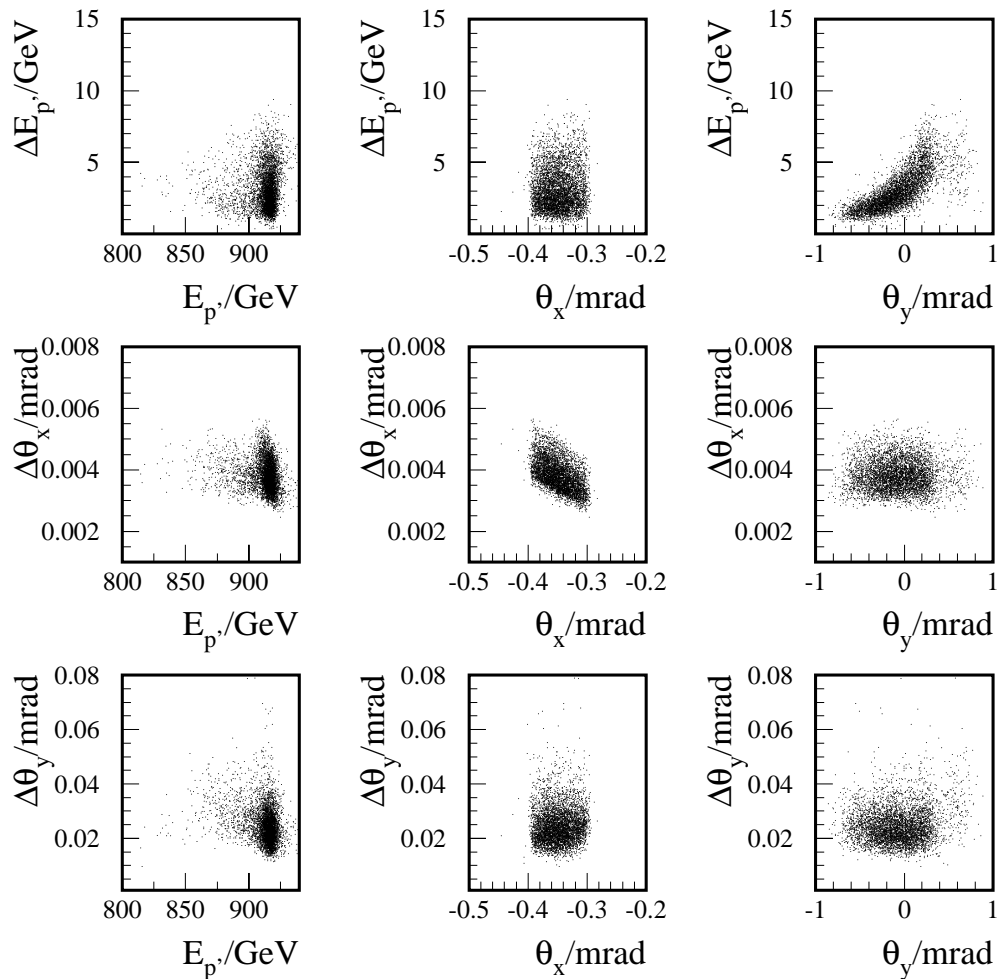 ΔE_p’/GeV
15
10
5
800 850 900
E_p’/GeV
ΔE_p’/GeV
15
10
5
-0.5 -0.4 -0.3 -0.2
θ_x/mrad
ΔE_p’/GeV
15
10
5
-1 0 1
θ_y/mrad
Δθ_x/mrad
0.008
0.006
0.004
0.002
800 850 900
E_p’/GeV
Δθ_x/mrad
0.008
0.006
0.004
0.002
-0.5 -0.4 -0.3 -0.2
θ_x/mrad
Δθ_x/mrad
0.008
0.006
0.004
0.002
-1 0 1
θ_y/mrad
Δθ_y/mrad
0.08
0.06
0.04
0.02
800 850 900
E_p’/GeV
Δθ_y/mrad
0.08
0.06
0.04
0.02
-0.5 -0.4 -0.3 -0.2
θ_x/mrad
Δθ_y/mrad
0.08
0.06
0.04
0.02
-1 0 1
θ_y/mrad